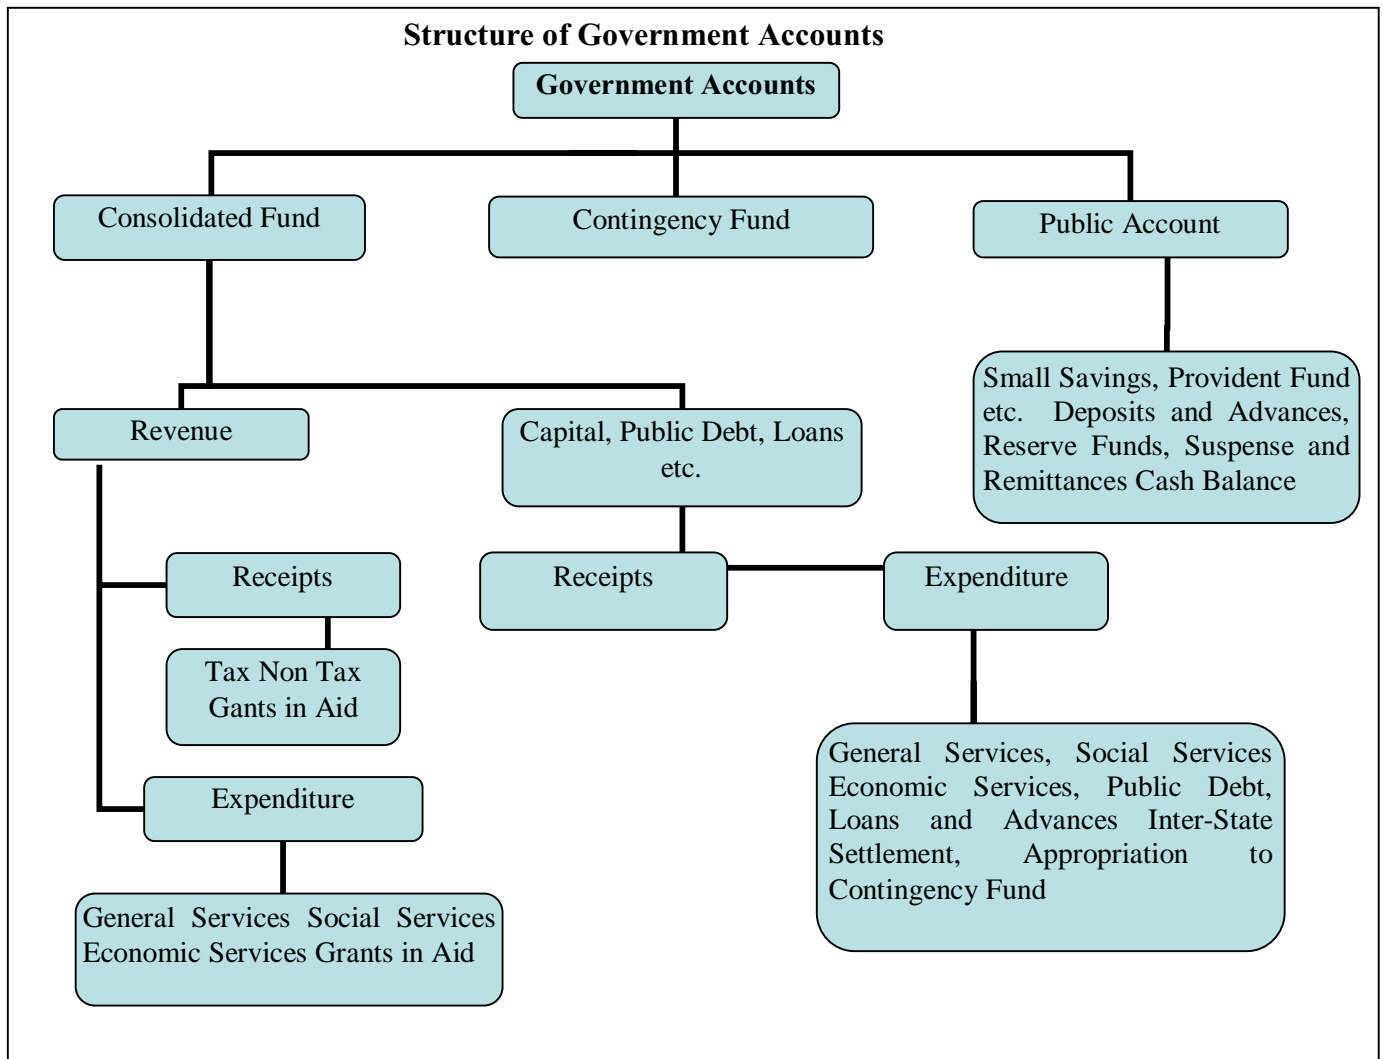 Structure of Government Accounts
Government Accounts
Consolidated Fund
Contingency Fund
Public Account
Small Savings, Provident Fund
etc. Deposits and Advances,
Reserve Funds, Suspense and
Remittances Cash Balance
Revenue
Capital, Public Debt, Loans
etc.
Receipts
Receipts
Expenditure
Tax Non Tax
Gants in Aid
Expenditure
General Services Social Services
Economic Services Grants in Aid
General Services, Social Services
Economic Services, Public Debt,
Loans and Advances Inter-State
Settlement, Appropriation to
Contingency Fund